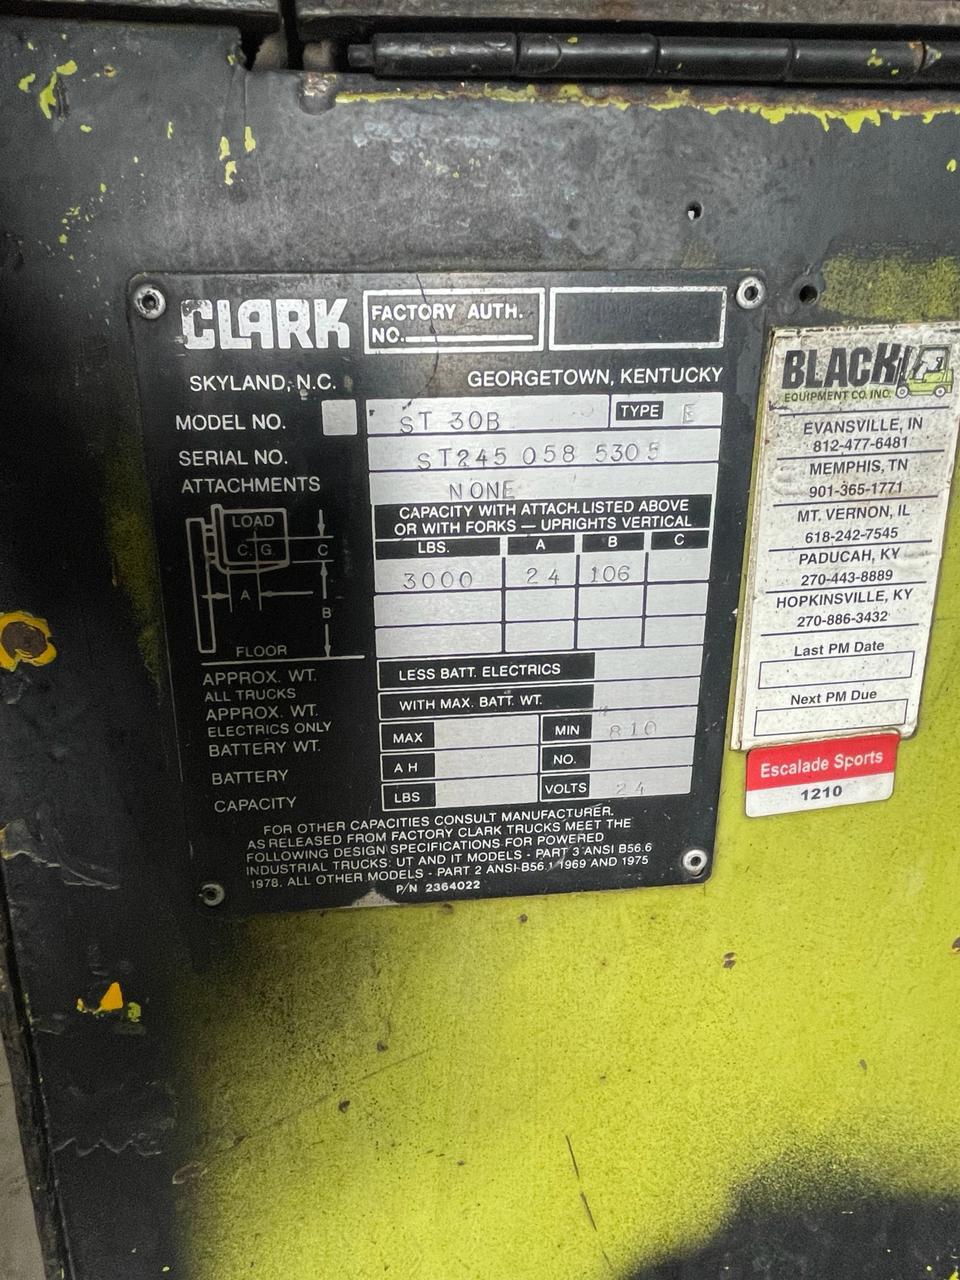 CLARK
FACTORY AUTH.
NO.
SKYLAND, N.C.
GEORGETOWN, KENTUCKY
MODEL NO.
ST 30B
TYPE E
SERIAL NO.
ST245 058 5305
ATTACHMENTS
NONE
CAPACITY WITH ATTACH. LISTED ABOVE
OR WITH FORKS — UPRIGHTS VERTICAL
LBS. A B C
3000 24 106
LOAD
C. G.
C
A
B
FLOOR
APPROX. WT.
ALL TRUCKS
LESS BATT. ELECTRICS
APPROX. WT.
ELECTRICS ONLY
WITH MAX. BATT. WT.
BATTERY WT.
MAX
MIN 810
BATTERY
AH
NO.
CAPACITY
LBS
VOLTS 24
FOR OTHER CAPACITIES CONSULT MANUFACTURER.
AS RELEASED FROM FACTORY CLARK TRUCKS MEET THE
FOLLOWING DESIGN SPECIFICATIONS FOR POWERED
INDUSTRIAL TRUCKS: UT AND IT MODELS - PART 3 ANSI B56.6
1978. ALL OTHER MODELS - PART 2 ANSI-B56.1 1969 AND 1975
P/N 2364022
BLACK
EQUIPMENT CO. INC.
EVANSVILLE, IN
812-477-6481
MEMPHIS, TN
901-365-1771
MT. VERNON, IL
618-242-7545
PADUCAH, KY
270-443-8889
HOPKINSVILLE, KY
270-886-3432
Last PM Date
Next PM Due
Escalade Sports
1210